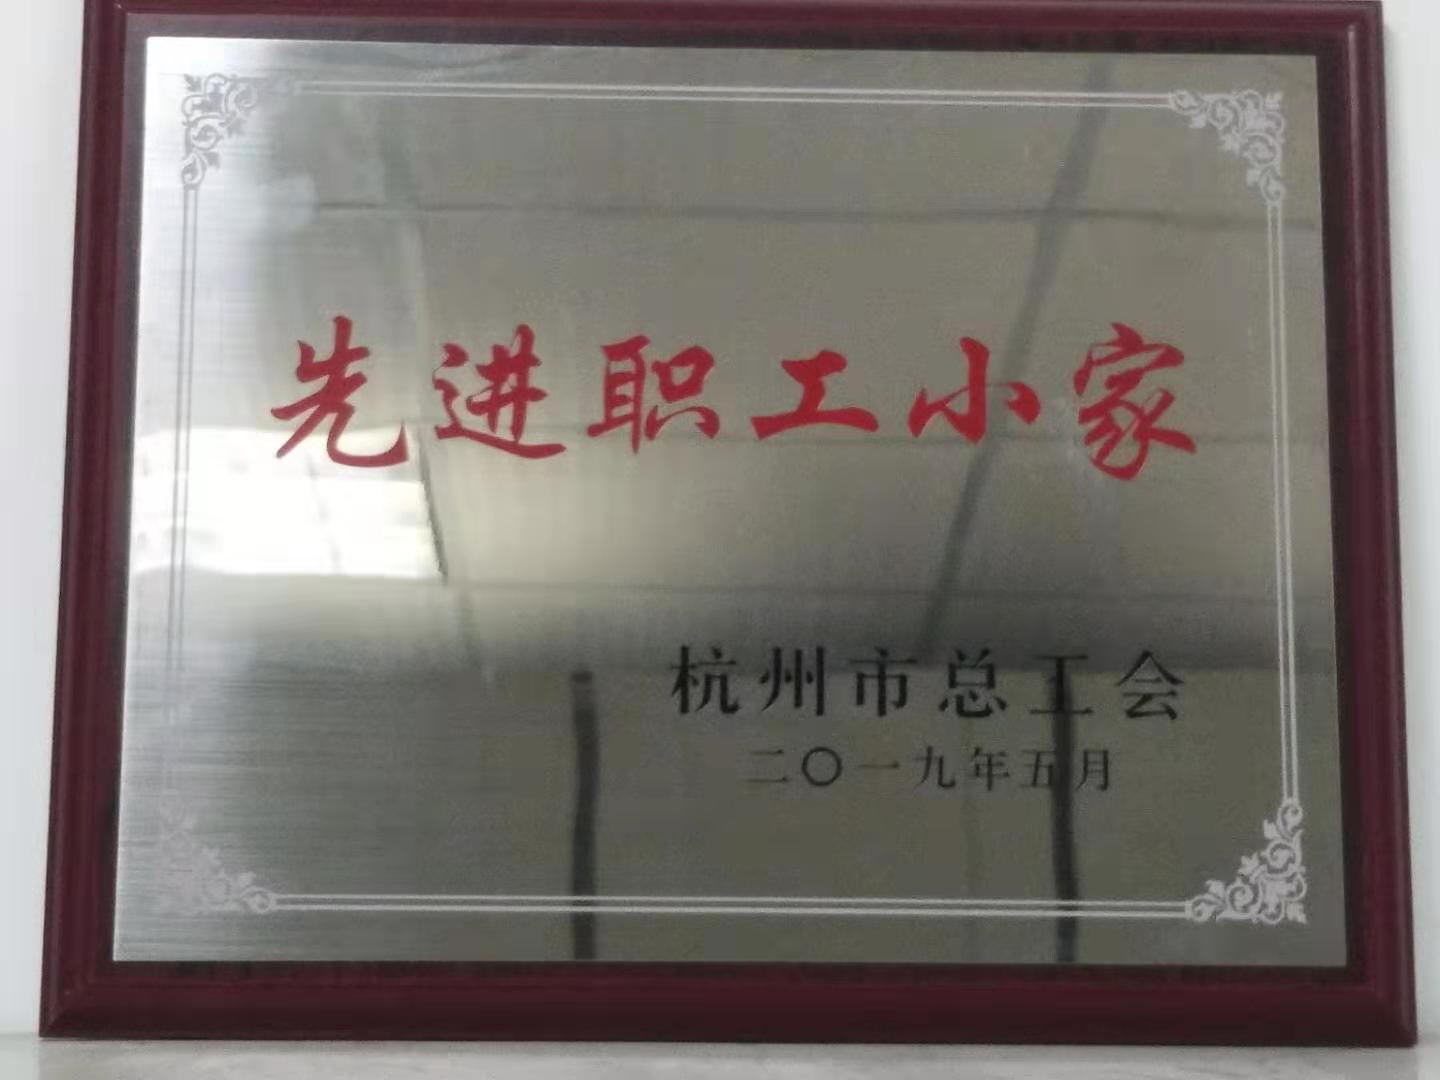 先进职工小家
杭州市总工会
二〇一九年五月